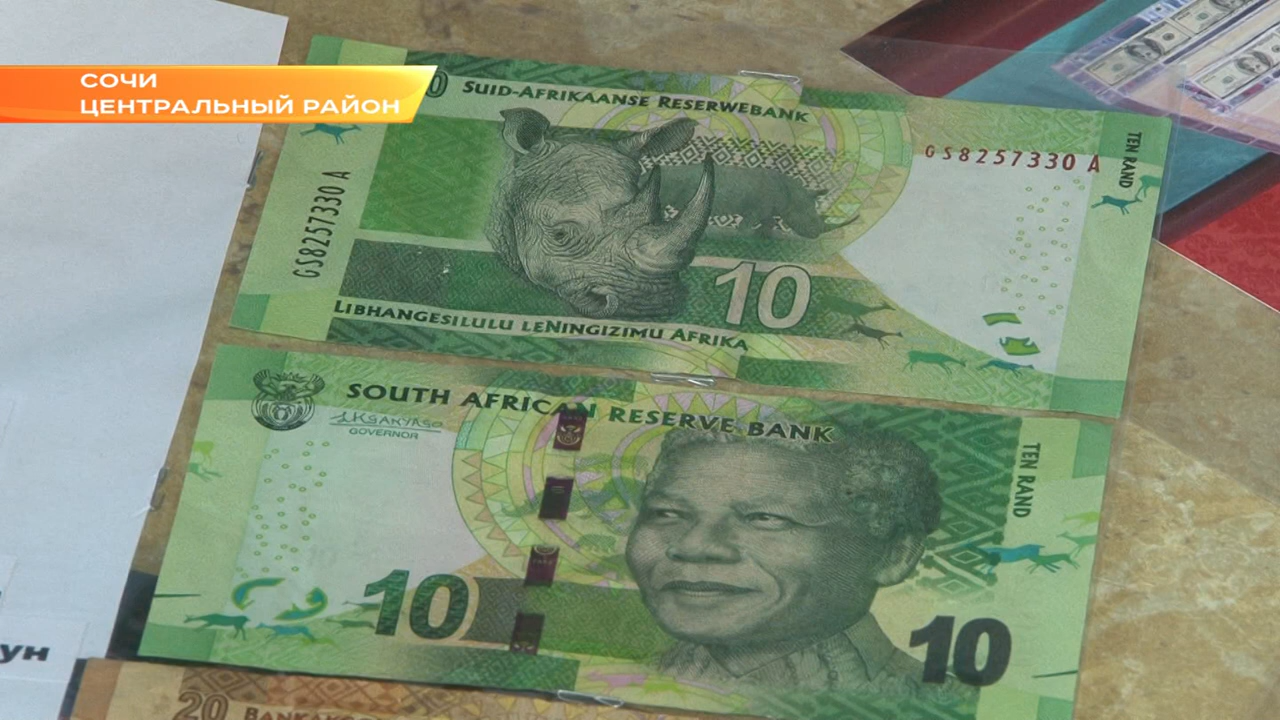 СОЧИ
ЦЕНТРАЛЬНЫЙ РАЙОН
SUID-AFRIKAANSE RESERWEBANK
GS8257330 A
TEN RAND
GS8257330 A
10
LIBHANGESILULU LENINGIZIMU AFRIKA
SOUTH AFRICAN RESERVE BANK
GOVERNOR
TEN RAND
10
10
ун
20